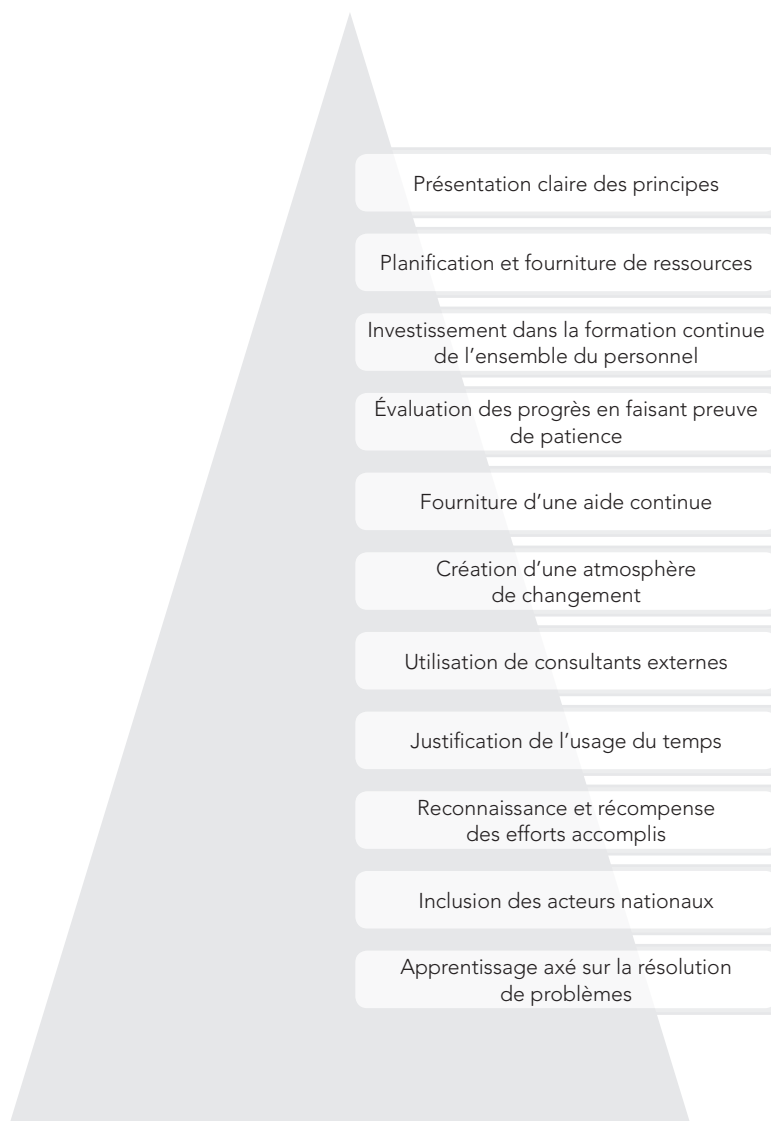 Présentation claire des principes
Planification et fourniture de ressources
Investissement dans la formation continue
de l’ensemble du personnel
Évaluation des progrès en faisant preuve
de patience
Fourniture d’une aide continue
Création d’une atmosphère
de changement
Utilisation de consultants externes
Justification de l’usage du temps
Reconnaissance et récompense
des efforts accomplis
Inclusion des acteurs nationaux
Apprentissage axé sur la résolution
de problèmes